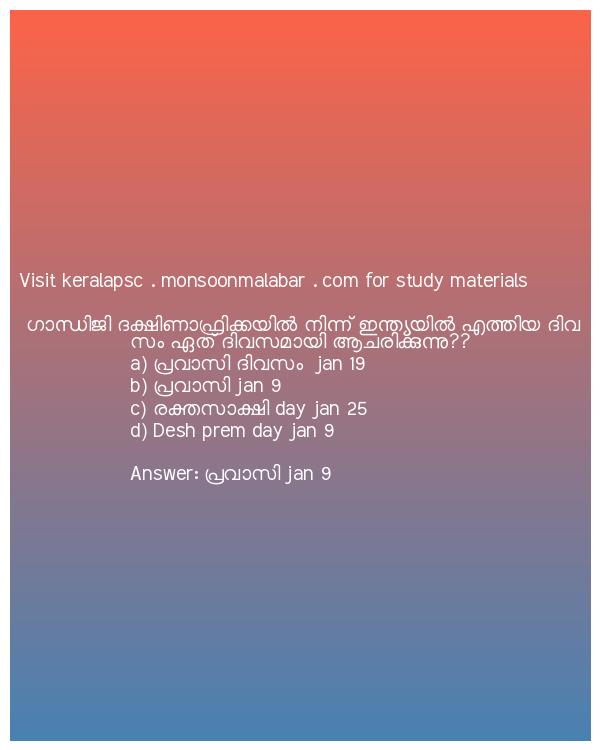 Visit keralapsc . monsoonmalabar . com for study materials
ഗാന്ധിജി ദക്ഷിണാഫ്രിക്കയിൽ നിന്ന് ഇന്ത്യയിൽ എത്തിയ ദിവ
സം ഏത് ദിവസമായി ആചരിക്കുന്നു??
a) പ്രവാസി ദിവസം  jan 19
b) പ്രവാസി jan 9
c) രക്തസാക്ഷി day jan 25
d) Desh prem day jan 9
Answer: പ്രവാസി jan 9